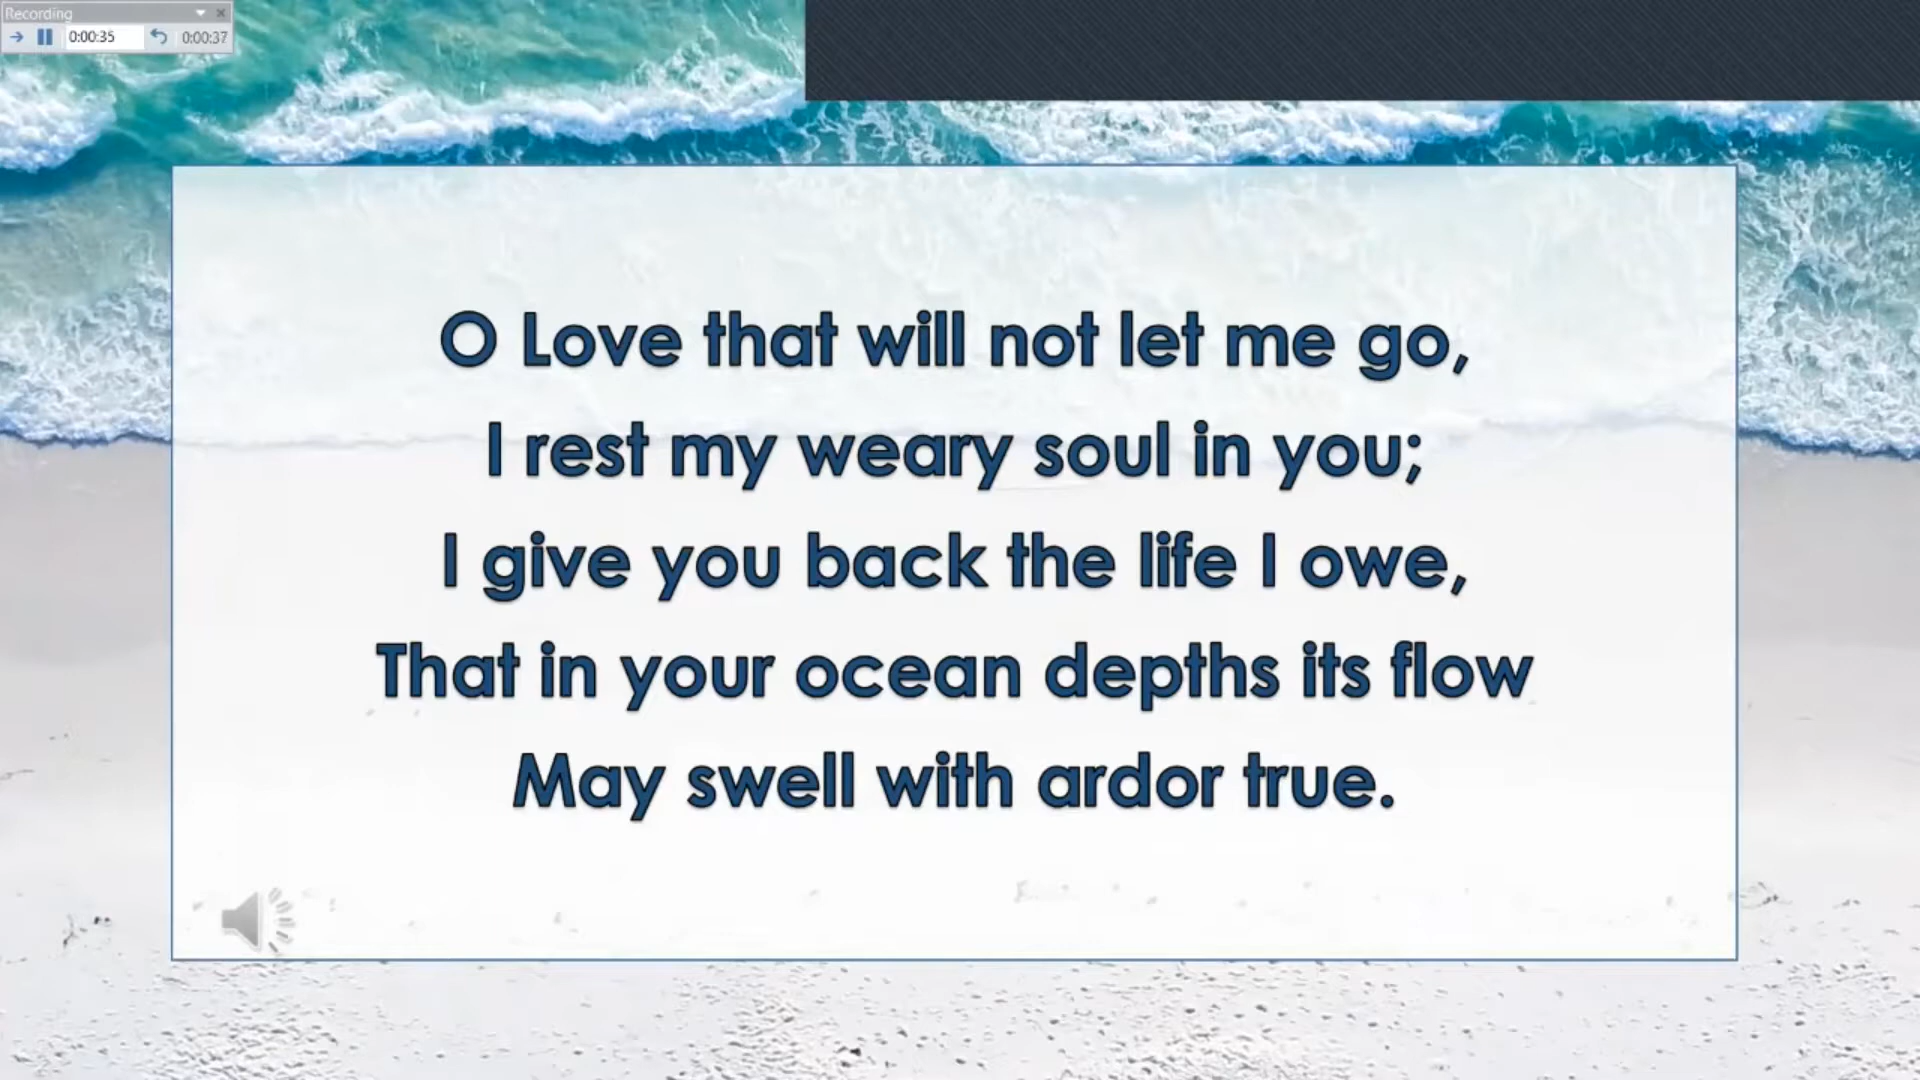 Recording
0:00:35 0:00:37
O Love that will not let me go,
I rest my weary soul in you;
I give you back the life I owe,
That in your ocean depths its flow
May swell with ardor true.